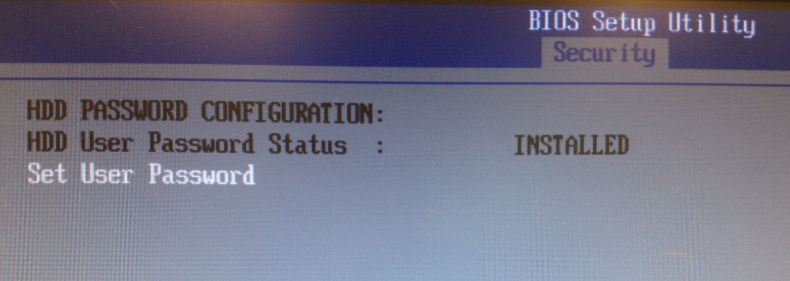 BIOS Setup Utility
Security
HDD PASSWORD CONFIGURATION:
HDD User Password Status : INSTALLED
Set User Password